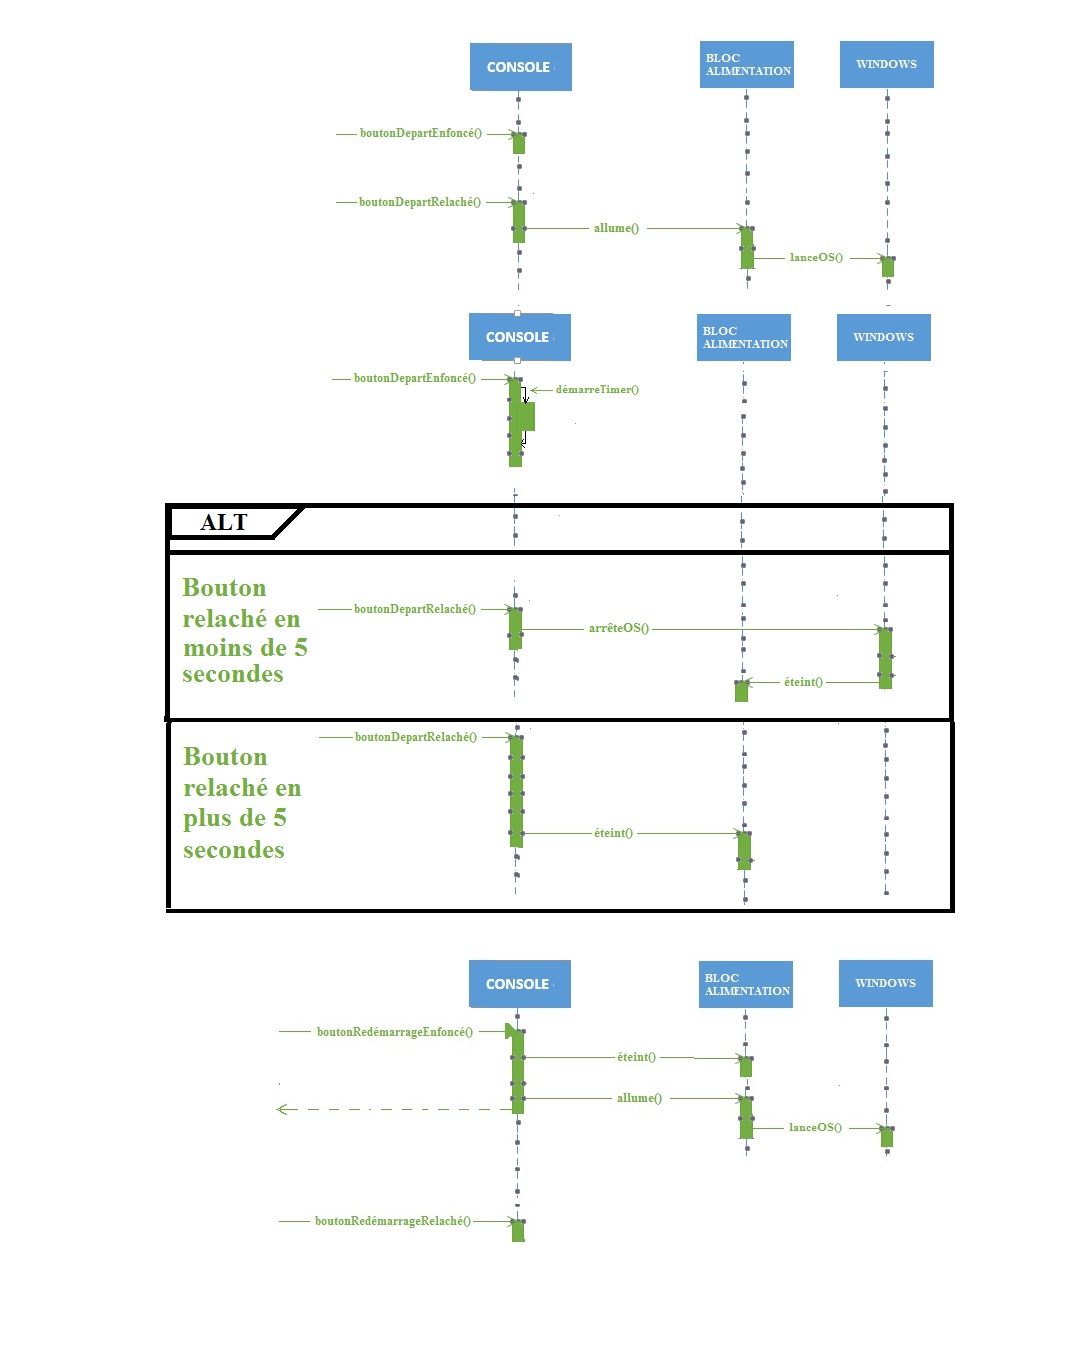 CONSOLE
BLOC
ALIMENTATION
WINDOWS
boutonDepartEnfoncé()
boutonDepartRelaché()
allume()
lanceOS()
CONSOLE
BLOC
ALIMENTATION
WINDOWS
boutonDepartEnfoncé()
démarreTimer()
ALT
Bouton
relaché en
moins de 5
secondes
boutonDepartRelaché()
arrêteOS()
éteint()
Bouton
relaché en
plus de 5
secondes
boutonDepartRelaché()
éteint()
CONSOLE
BLOC
ALIMENTATION
WINDOWS
boutonRedémarrageEnfoncé()
éteint()
allume()
lanceOS()
boutonRedémarrageRelaché()